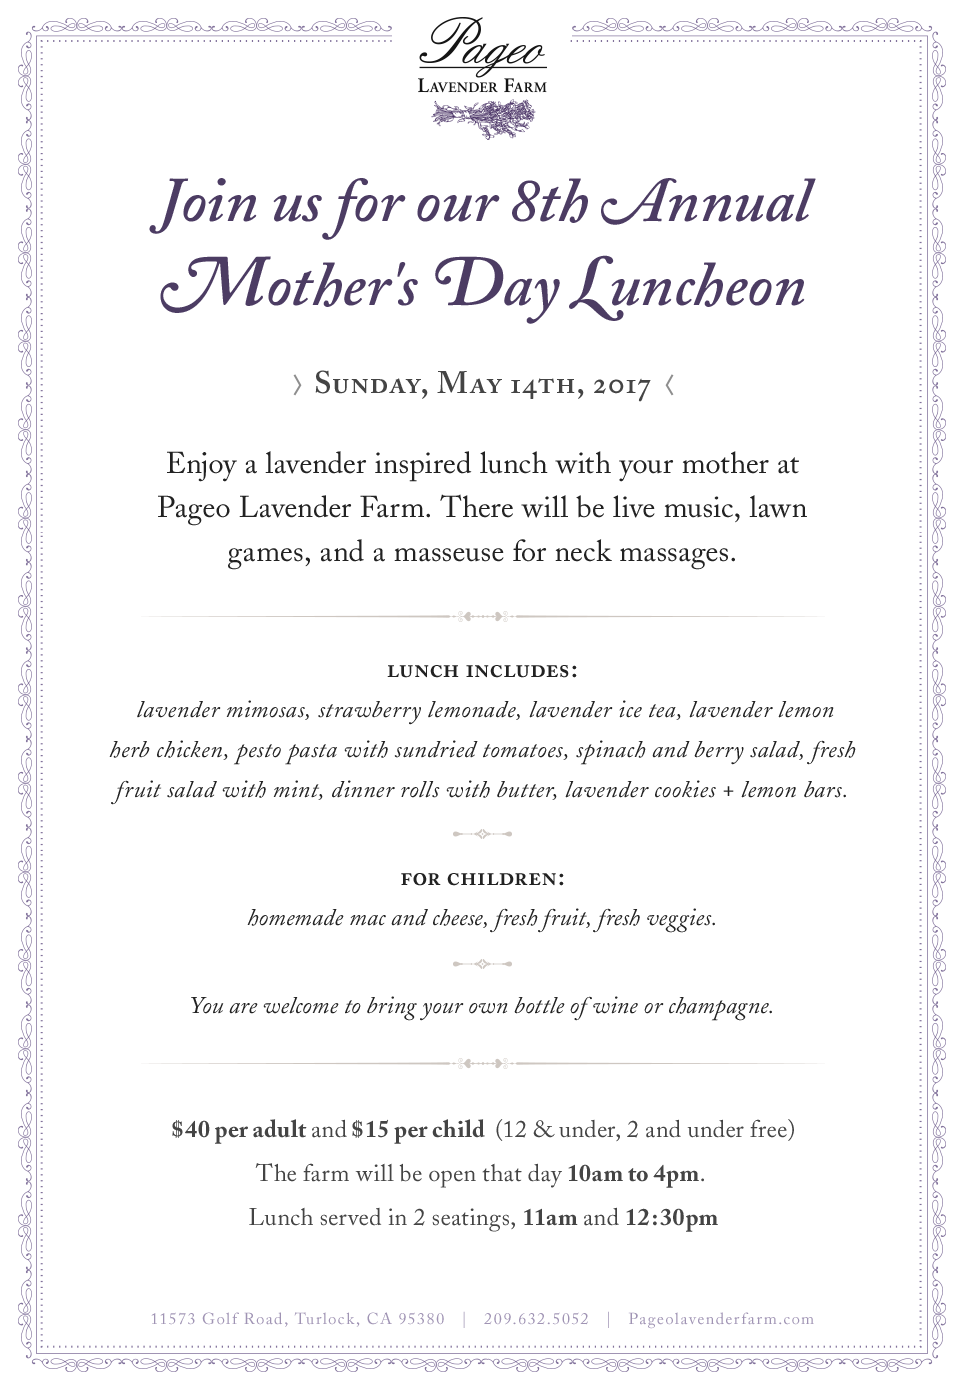 Pageo
Lavender Farm
Join us for our 8th Annual
Mother's Day Luncheon
Sunday, May 14th, 2017
Enjoy a lavender inspired lunch with your mother at
Pageo Lavender Farm. There will be live music, lawn
games, and a masseuse for neck massages.
lunch includes:
lavender mimosas, strawberry lemonade, lavender ice tea, lavender lemon
herb chicken, pesto pasta with sundried tomatoes, spinach and berry salad, fresh
fruit salad with mint, dinner rolls with butter, lavender cookies + lemon bars.
for children:
homemade mac and cheese, fresh fruit, fresh veggies.
You are welcome to bring your own bottle of wine or champagne.
$40 per adult and $15 per child (12 & under, 2 and under free)
The farm will be open that day 10am to 4pm.
Lunch served in 2 seatings, 11am and 12:30pm
11573 Golf Road, Turlock, CA 95380 | 209.632.5052 | Pageolavenderfarm.com